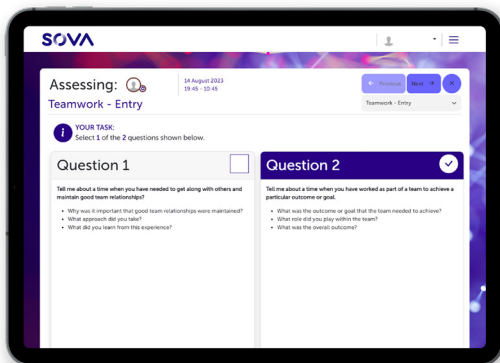 SOVA
Assessing:
14 August 2023
19:45 - 10:45
Previous
Next
Teamwork - Entry
Teamwork - Entry
i
YOUR TASK:
Select 1 of the 2 questions shown below.
Question 1
Tell me about a time when you have needed to get along with others and
maintain good team relationships?
• Why was it important that good team relationships were maintained?
• What approach did you take?
• What did you learn from this experience?
Question 2
Tell me about a time when you have worked as part of a team to achieve a
particular outcome or goal.
• What was the outcome or goal that the team needed to achieve?
• What role did you play within the team?
• What was the overall outcome?